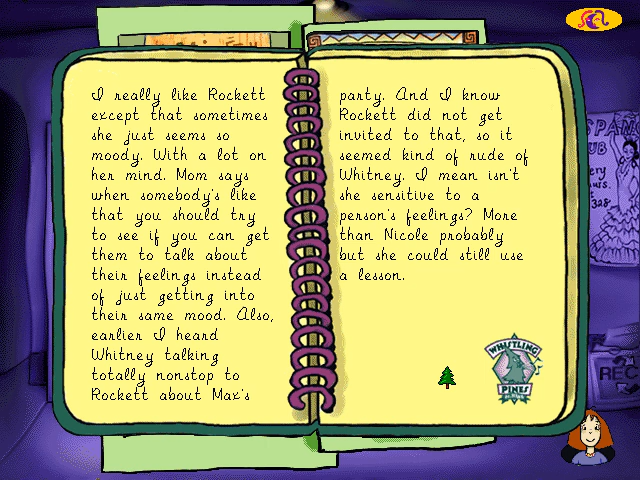 I really like Rockett
except that sometimes
she just seems so
moody. With a lot on
her mind. Mom says
when somebody's like
that you should try
to see if you can get
them to talk about
their feelings instead
of just getting into
their same mood. Also,
earlier I heard
Whitney talking
totally nonstop to
Rockett about Max's
party. And I know
Rockett did not get
invited to that, so it
seemed kind of rude of
Whitney. I mean isn't
she sensitive to a
person's feelings? More
than Nicole probably
but she could still use
a lesson.
WHISTLING
PINES
REC